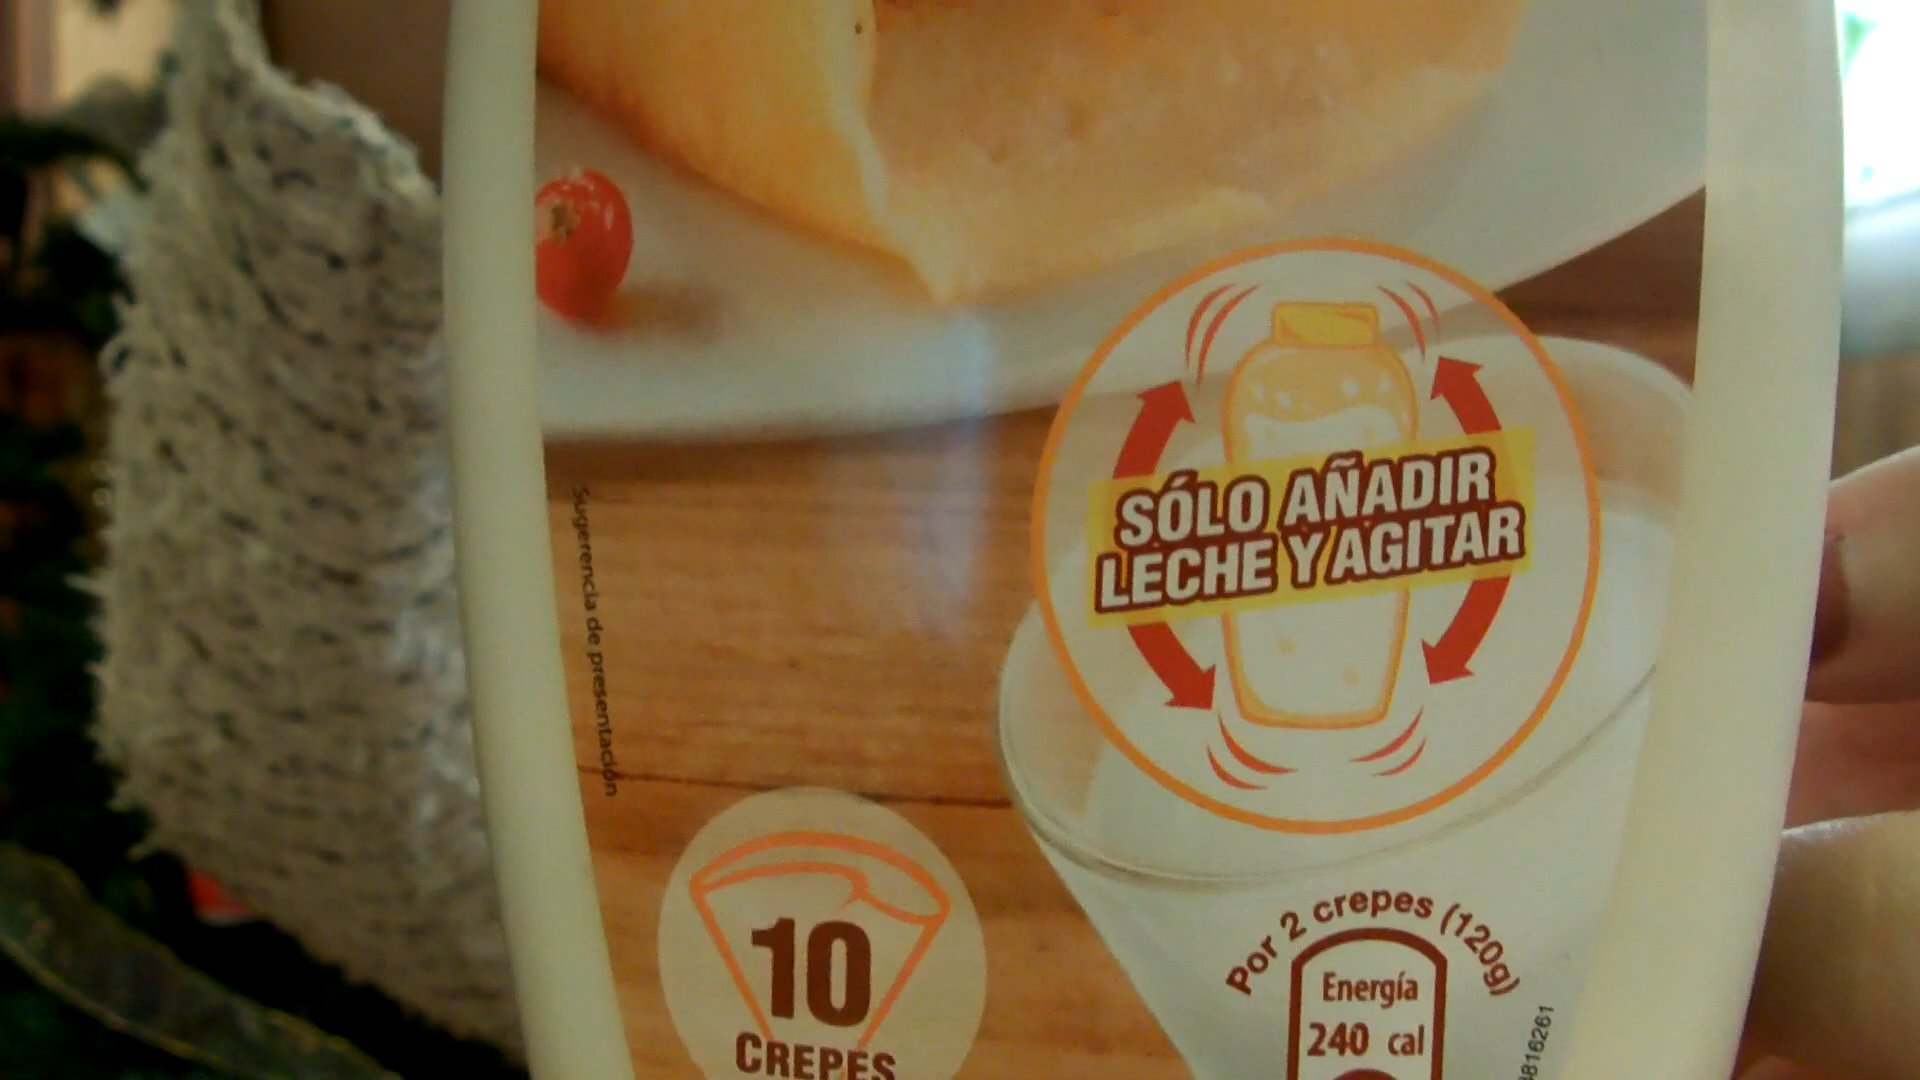 SÓLO AÑADIR
LECHE Y AGITAR
Sugerencia de presentación
10
CREPES
Por 2 crepes (120g)
Energía
240 cal
816261